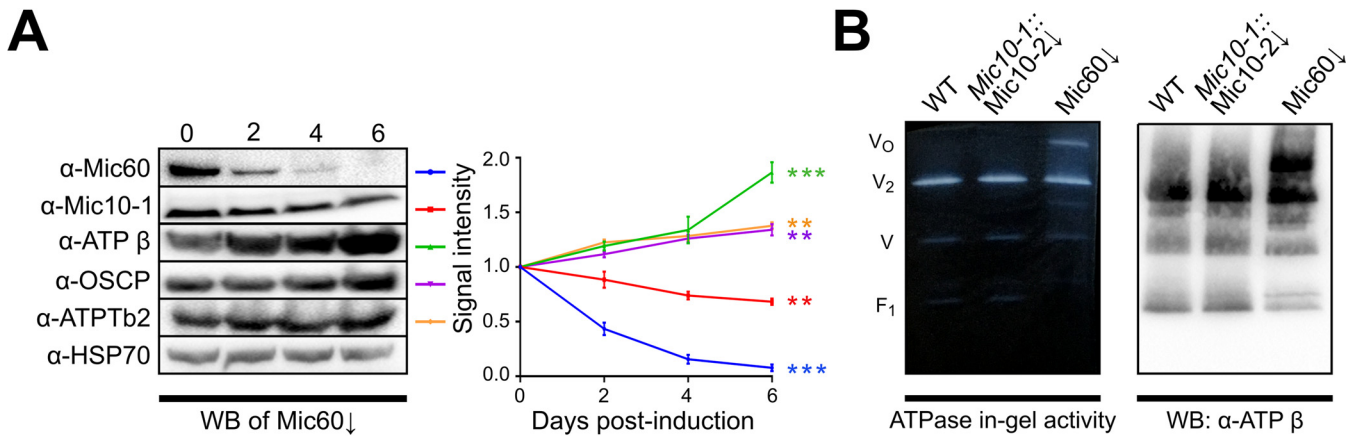 A
0 2 4 6
α-Mic60
α-Mic10-1
α-ATP β
α-OSCP
α-ATPTb2
α-HSP70
WB of Mic60↓
Signal intensity
2.0
1.5
1.0
0.5
0.0
0 2 4 6
Days post-induction
***
**
**
**
***
B
WT
Mic10-1::
Mic10-2↓
Mic60↓
VO
V2
V
F1
ATPase in-gel activity
WT
Mic10-1::
Mic10-2↓
Mic60↓
WB: α-ATP β